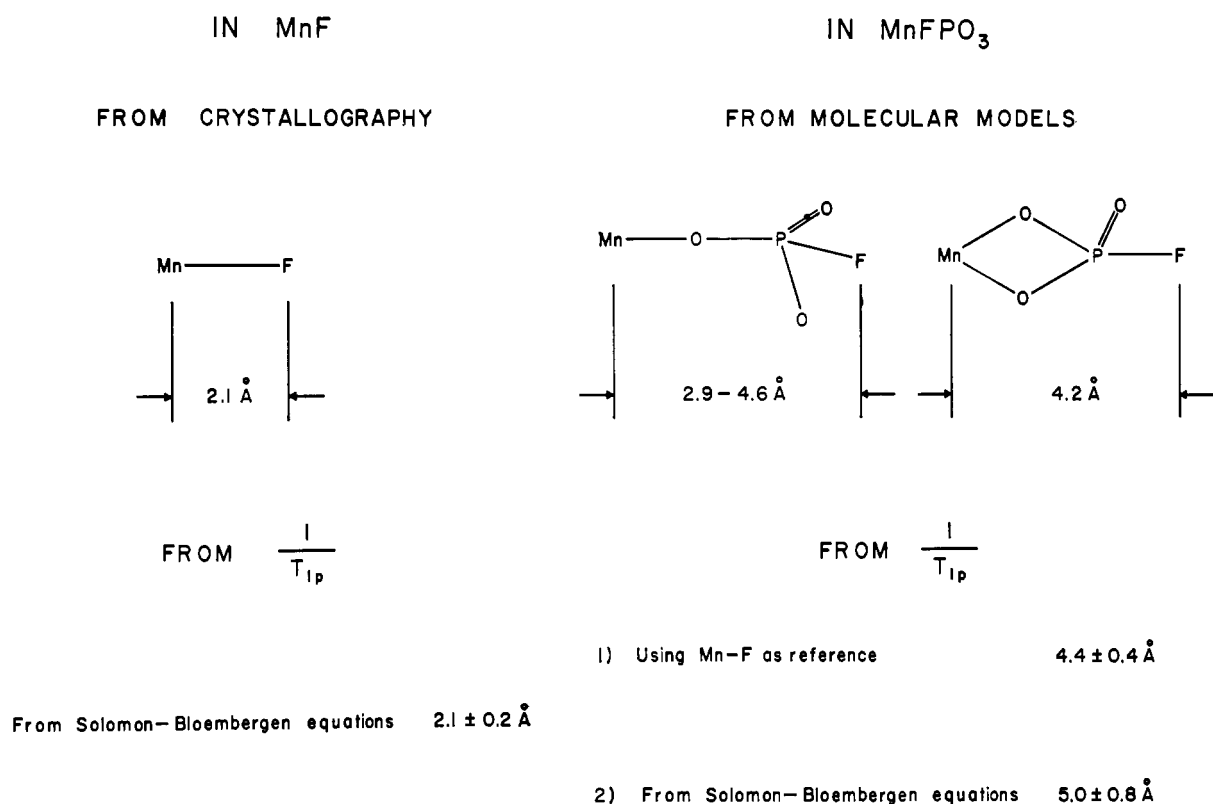 IN MnF
FROM CRYSTALLOGRAPHY
Mn F
2.1 Å
FROM 1/T1p
From Solomon–Bloembergen equations 2.1 ± 0.2 Å
IN MnFPO3
FROM MOLECULAR MODELS
Mn O P O F O
2.9 – 4.6 Å
Mn O O P O F
4.2 Å
FROM 1/T1p
1) Using Mn–F as reference 4.4 ± 0.4 Å
2) From Solomon–Bloembergen equations 5.0 ± 0.8 Å